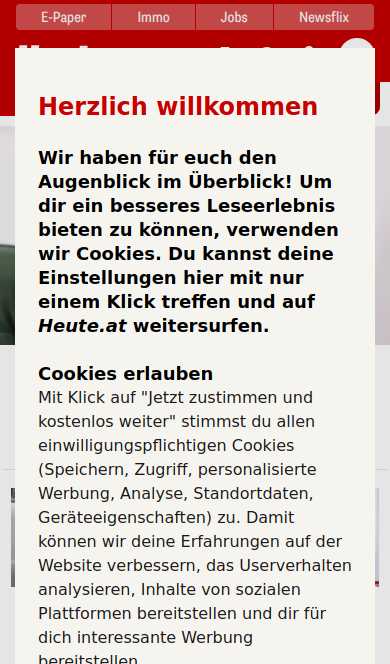 E-Paper
Immo
Jobs
Newsflix
Herzlich willkommen
Wir haben für euch den
Augenblick im Überblick! Um
dir ein besseres Leseerlebnis
bieten zu können, verwenden
wir Cookies. Du kannst deine
Einstellungen hier mit nur
einem Klick treffen und auf
Heute.at weitersurfen.
Cookies erlauben
Mit Klick auf "Jetzt zustimmen und
kostenlos weiter" stimmst du allen
einwilligungspflichtigen Cookies
(Speichern, Zugriff, personalisierte
Werbung, Analyse, Standortdaten,
Geräteeigenschaften) zu. Damit
können wir deine Erfahrungen auf der
Website verbessern, das Userverhalten
analysieren, Inhalte von sozialen
Plattformen bereitstellen und dir für
dich interessante Werbung
bereitstellen